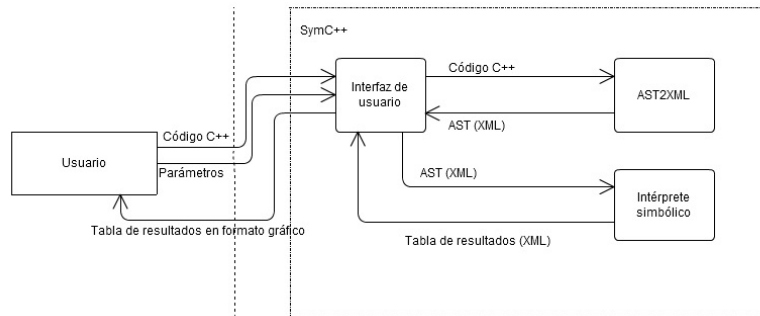 SymC++
Código C++
Interfaz de
usuario
AST2XML
AST (XML)
Código C++
Usuario
Parámetros
AST (XML)
Intérprete
simbólico
Tabla de resultados en formato gráfico
Tabla de resultados (XML)